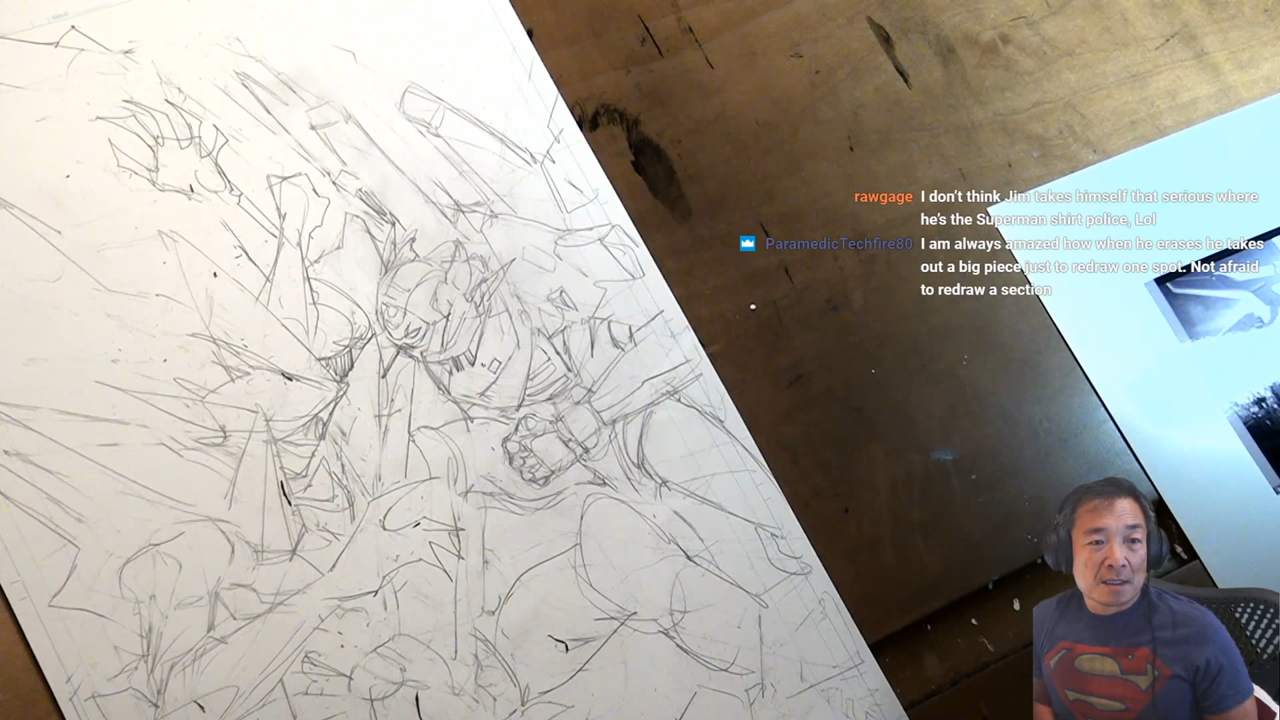 rawgage I don't think Jim takes himself that serious where
he's the Superman shirt police, Lol
ParamedicTechfire80 I am always amazed how when he erases he takes
out a big piece just to redraw one spot. Not afraid
to redraw a section
S